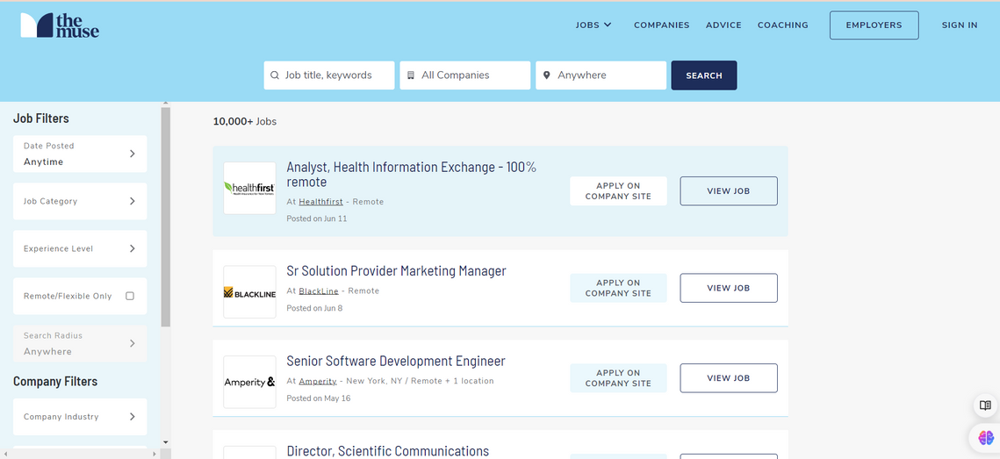 the
muse
JOBS
COMPANIES
ADVICE
COACHING
EMPLOYERS
SIGN IN
Job title, keywords
All Companies
Anywhere
SEARCH
Job Filters
Date Posted
Anytime
Job Category
Experience Level
Remote/Flexible Only
Search Radius
Anywhere
Company Filters
Company Industry
10,000+ Jobs
healthfirst
Analyst, Health Information Exchange - 100%
remote
At Healthfirst - Remote
Posted on Jun 11
APPLY ON
COMPANY SITE
VIEW JOB
BLACKLINE
Sr Solution Provider Marketing Manager
At BlackLine - Remote
Posted on Jun 8
APPLY ON
COMPANY SITE
VIEW JOB
Amperity &
Senior Software Development Engineer
At Amperity - New York, NY / Remote + 1 location
Posted on May 16
APPLY ON
COMPANY SITE
VIEW JOB
Director, Scientific Communications